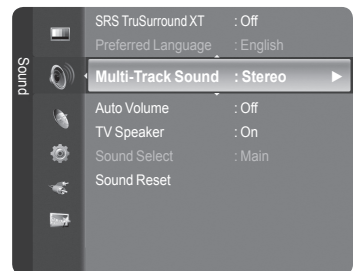 Sound
SRS TruSurround XT : Off
Preferred Language : English
Multi-Track Sound : Stereo ►
Auto Volume : Off
TV Speaker : On
Sound Select : Main
Sound Reset